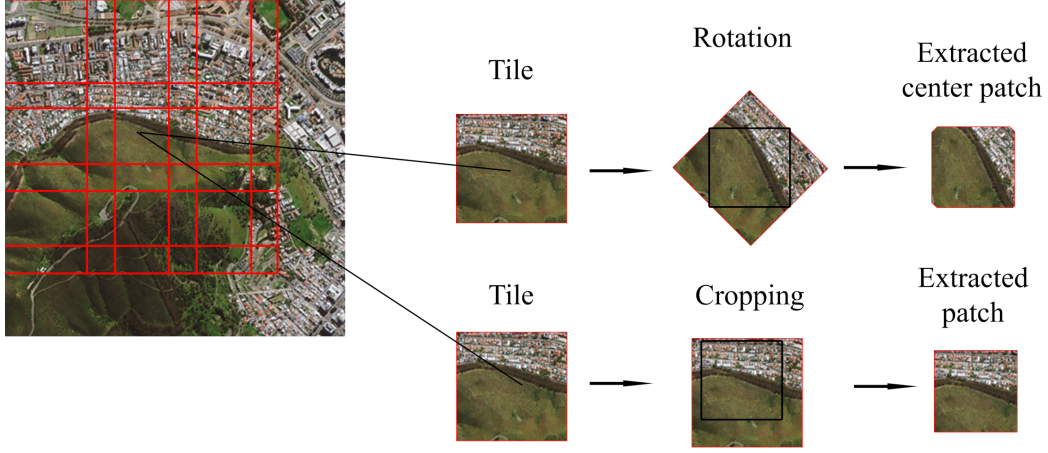 Tile
Rotation
Extracted
center patch
Tile
Cropping
Extracted
patch